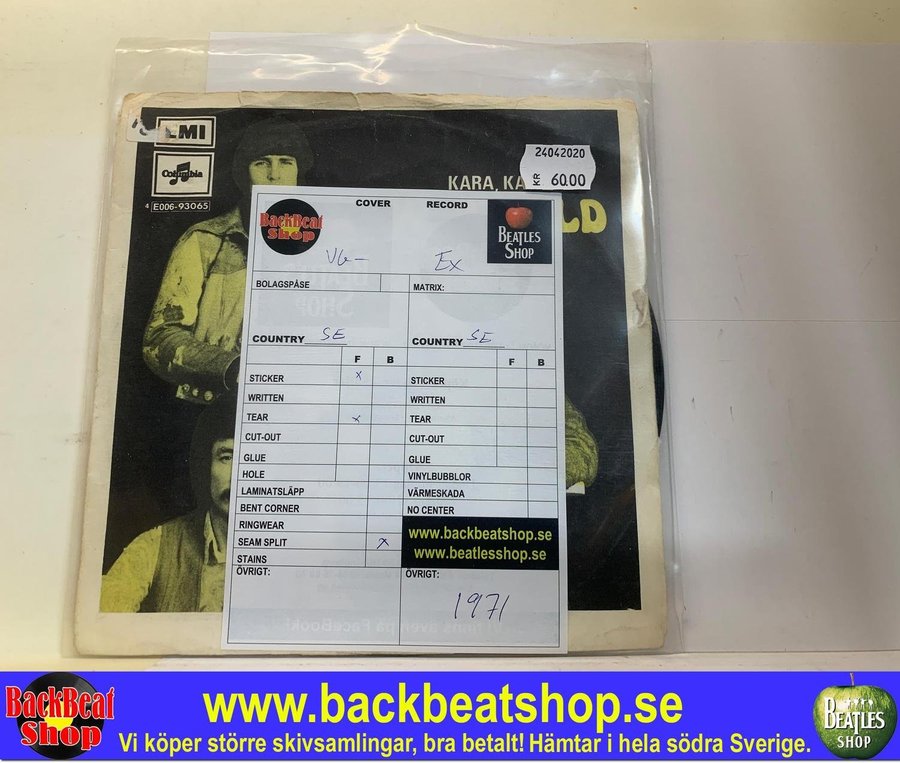 EMI
Columbia
4 E006-93065
24042020
KR 60.00
KARA, KA
LD
COVER RECORD
BackBeat
Shop
BEATLES
SHOP
VG- Ex
BOLAGSPÅSE MATRIX:
COUNTRY SE COUNTRY SE
F B F B
STICKER X STICKER
WRITTEN WRITTEN
TEAR X TEAR
CUT-OUT CUT-OUT
GLUE GLUE
HOLE VINYLBUBBLOR
LAMINATSLÄPP VÄRMESKADA
BENT CORNER NO CENTER
RINGWEAR
SEAM SPLIT X
STAINS
www.backbeatshop.se
www.beatlesshop.se
ÖVRIGT: ÖVRIGT:
1971
BackBeat
Shop
www.backbeatshop.se
Vi köper större skivsamlingar, bra betalt! Hämtar i hela södra Sverige.
BEATLES
SHOP